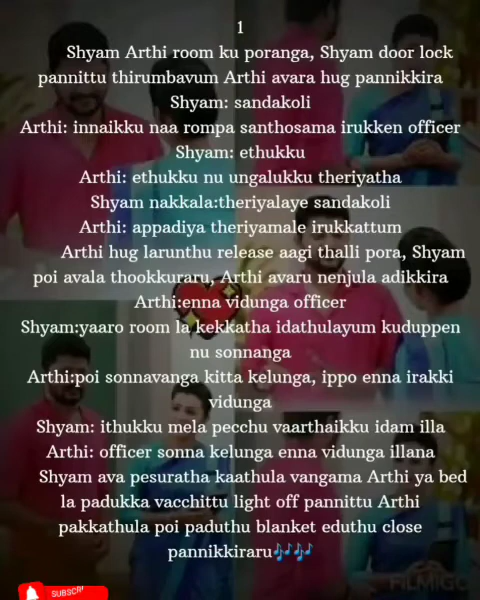 1
Shyam Arthi room ku poranga, Shyam door lock
pannittu thirumbavum Arthi avara hug pannikkira
Shyam: sandakoli
Arthi: innaikku naa rompa santhosama irukken officer
Shyam: ethukku
Arthi: ethukku nu ungalukku theriyatha
Shyam nakkala:theriyalaye sandakoli
Arthi: appadiya theriyamale irukkattum
Arthi hug larunthu release aagi thalli pora, Shyam
poi avala thookkuraru, Arthi avaru nenjula adikkira
Arthi:enna vidunga officer
Shyam:yaaro room la kekkatha idathulayum kuduppen
nu sonnanga
Arthi:poi sonnavanga kitta kelunga, ippo enna irakki
vidunga
Shyam: ithukku mela pecchu vaarthaikku idam illa
Arthi: officer sonna kelunga enna vidunga illana
Shyam ava pesuratha kaathula vangama Arthi ya bed
la padukka vacchittu light off pannittu Arthi
pakkathula poi paduthu blanket eduthu close
pannikkiraru🎶🎶
SUBSCRI
FILMIGO